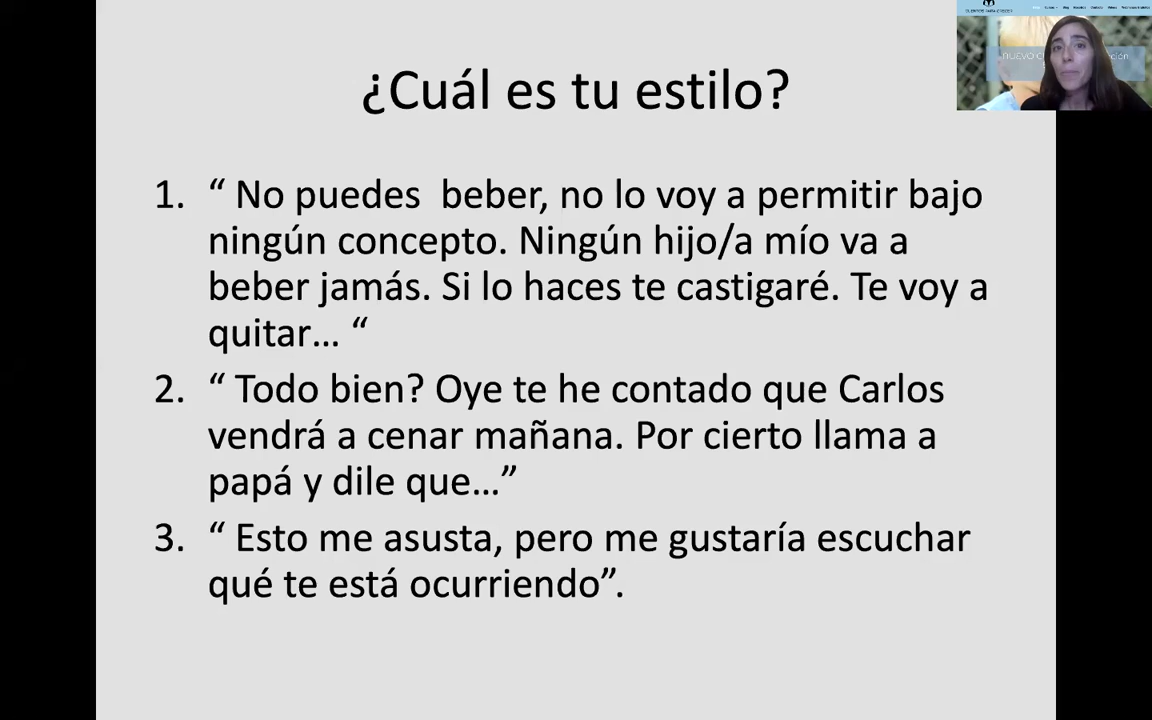 ¿Cuál es tu estilo?
1. “ No puedes beber, no lo voy a permitir bajo
ningún concepto. Ningún hijo/a mío va a
beber jamás. Si lo haces te castigaré. Te voy a
quitar… “
2. “ Todo bien? Oye te he contado que Carlos
vendrá a cenar mañana. Por cierto llama a
papá y dile que…”
3. “ Esto me asusta, pero me gustaría escuchar
qué te está ocurriendo”.